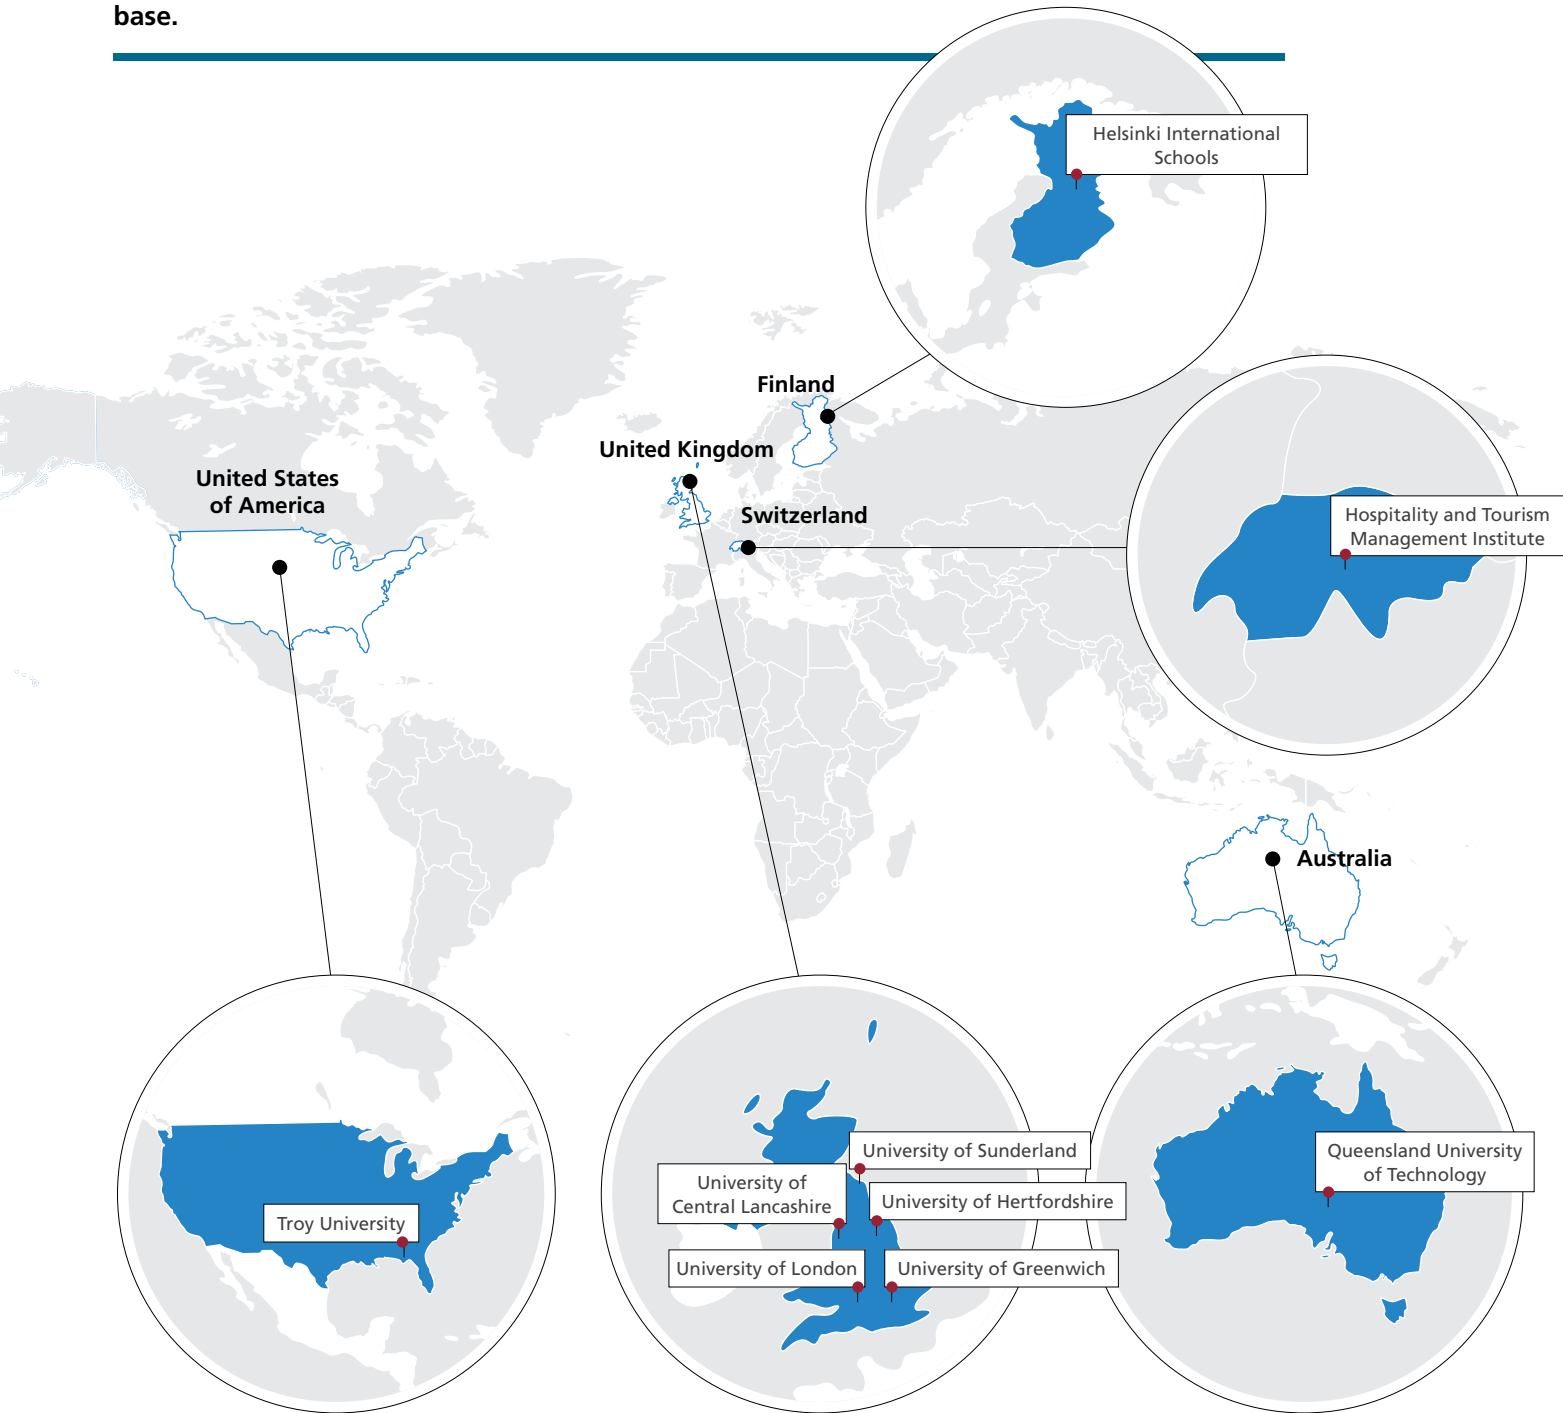 base.
Helsinki International
Schools
Finland
United Kingdom
United States
of America
Switzerland
Hospitality and Tourism
Management Institute
Australia
University of Sunderland
Queensland University
of Technology
University of
Central Lancashire
University of Hertfordshire
Troy University
University of London
University of Greenwich